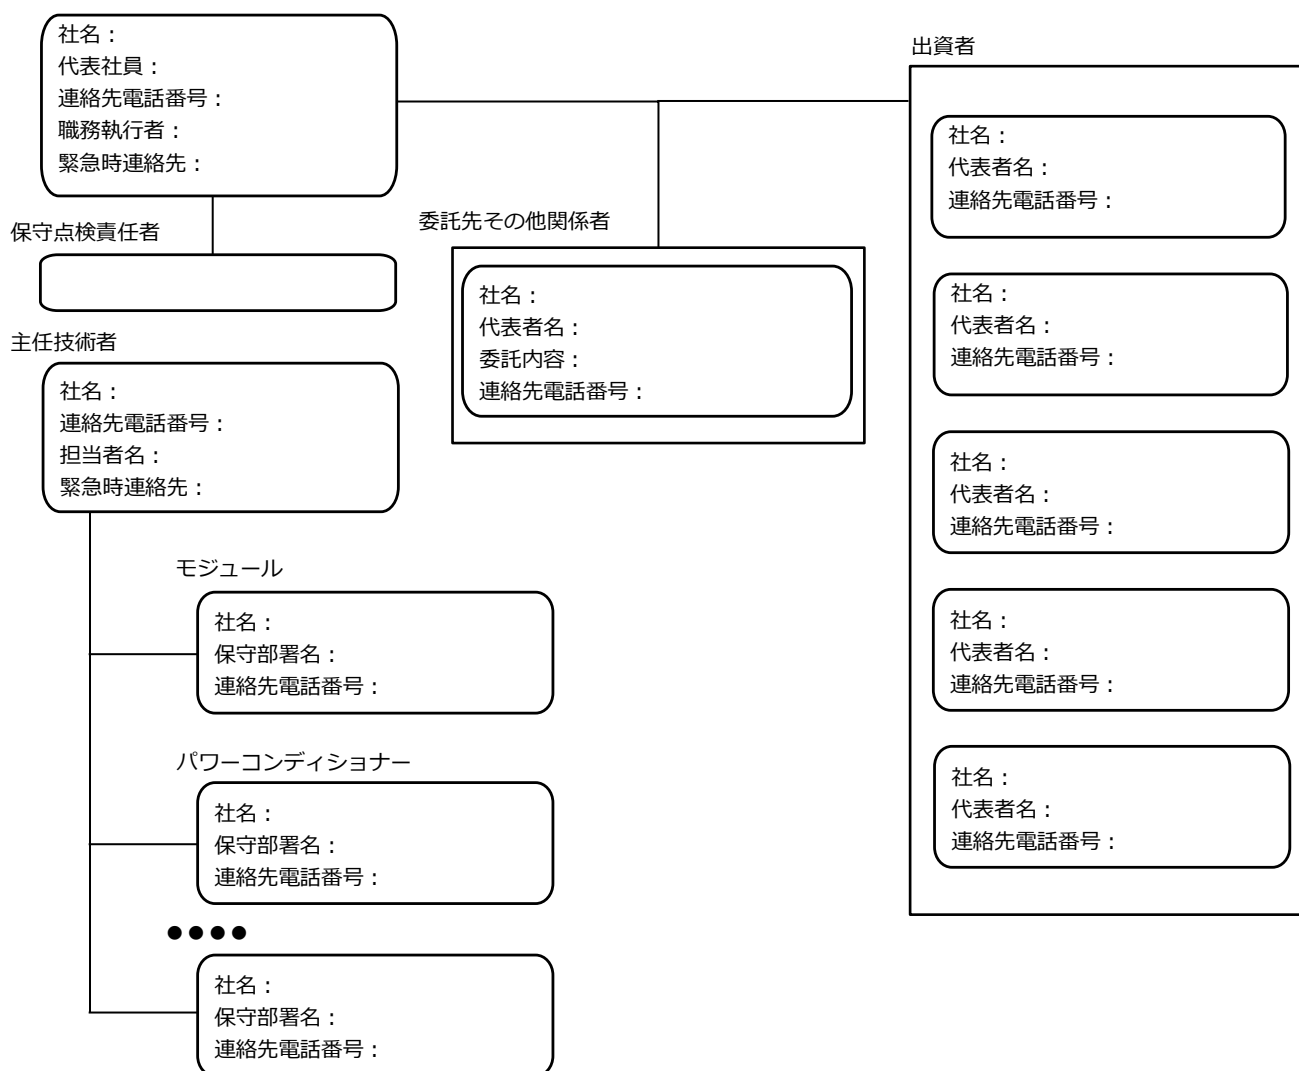 社名：
代表社員：
連絡先電話番号：
職務執行者：
緊急時連絡先：
保守点検責任者
主任技術者
社名：
連絡先電話番号：
担当者名：
緊急時連絡先：
モジュール
社名：
保守部署名：
連絡先電話番号：
パワーコンディショナー
社名：
保守部署名：
連絡先電話番号：
●●●●
社名：
保守部署名：
連絡先電話番号：
委託先その他関係者
社名：
代表者名：
委託内容：
連絡先電話番号：
出資者
社名：
代表者名：
連絡先電話番号：
社名：
代表者名：
連絡先電話番号：
社名：
代表者名：
連絡先電話番号：
社名：
代表者名：
連絡先電話番号：
社名：
代表者名：
連絡先電話番号：